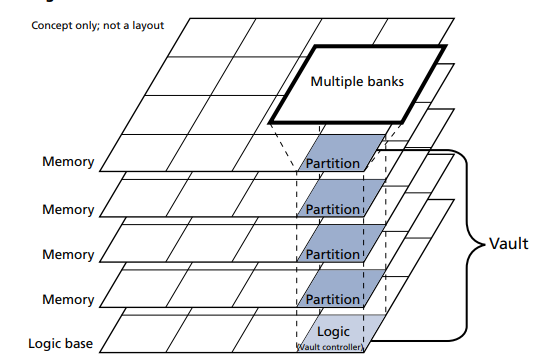 Concept only; not a layout
Multiple banks
Memory
Partition
Memory
Partition
Vault
Memory
Partition
Memory
Partition
Logic base
Logic
(Vault controller)